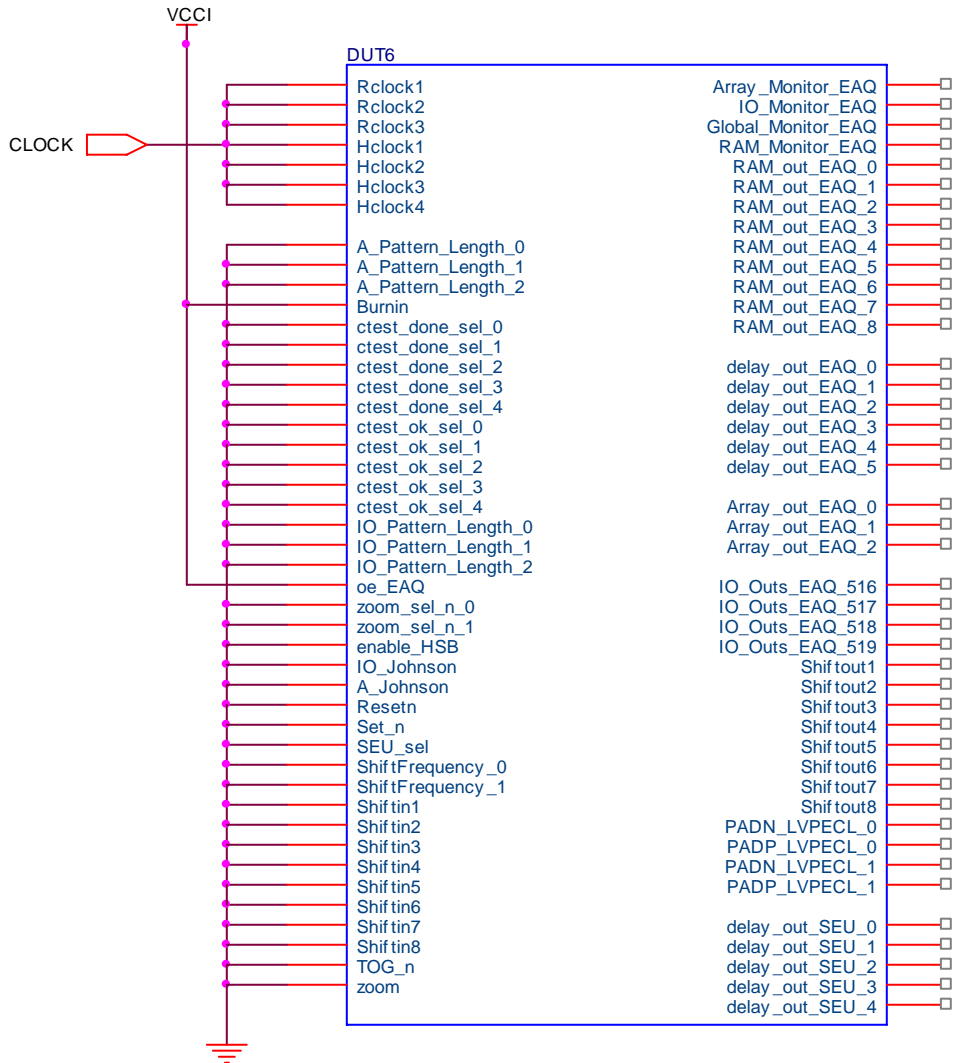 VCCI
DUT6
CLOCK
Rclock1
Rclock2
Rclock3
Hclock1
Hclock2
Hclock3
Hclock4
A_Pattern_Length_0
A_Pattern_Length_1
A_Pattern_Length_2
Burnin
ctest_done_sel_0
ctest_done_sel_1
ctest_done_sel_2
ctest_done_sel_3
ctest_done_sel_4
ctest_ok_sel_0
ctest_ok_sel_1
ctest_ok_sel_2
ctest_ok_sel_3
ctest_ok_sel_4
IO_Pattern_Length_0
IO_Pattern_Length_1
IO_Pattern_Length_2
oe_EAQ
zoom_sel_n_0
zoom_sel_n_1
enable_HSB
IO_Johnson
A_Johnson
Resetn
Set_n
SEU_sel
ShiftFrequency_0
ShiftFrequency_1
Shiftin1
Shiftin2
Shiftin3
Shiftin4
Shiftin5
Shiftin6
Shiftin7
Shiftin8
TOG_n
zoom
Array_Monitor_EAQ
IO_Monitor_EAQ
Global_Monitor_EAQ
RAM_Monitor_EAQ
RAM_out_EAQ_0
RAM_out_EAQ_1
RAM_out_EAQ_2
RAM_out_EAQ_3
RAM_out_EAQ_4
RAM_out_EAQ_5
RAM_out_EAQ_6
RAM_out_EAQ_7
RAM_out_EAQ_8
delay_out_EAQ_0
delay_out_EAQ_1
delay_out_EAQ_2
delay_out_EAQ_3
delay_out_EAQ_4
delay_out_EAQ_5
Array_out_EAQ_0
Array_out_EAQ_1
Array_out_EAQ_2
IO_Outs_EAQ_516
IO_Outs_EAQ_517
IO_Outs_EAQ_518
IO_Outs_EAQ_519
Shiftout1
Shiftout2
Shiftout3
Shiftout4
Shiftout5
Shiftout6
Shiftout7
Shiftout8
PADN_LVPECL_0
PADP_LVPECL_0
PADN_LVPECL_1
PADP_LVPECL_1
delay_out_SEU_0
delay_out_SEU_1
delay_out_SEU_2
delay_out_SEU_3
delay_out_SEU_4